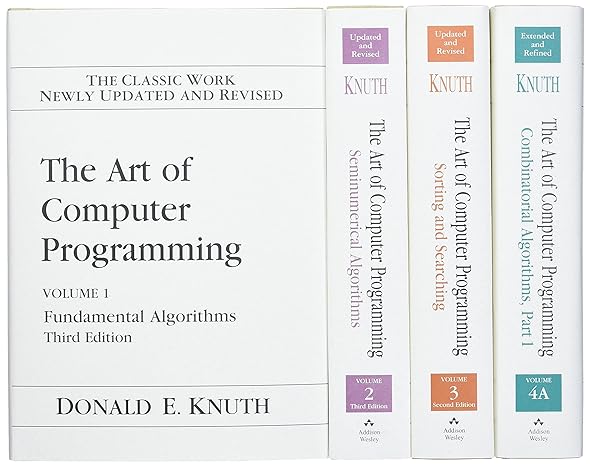 THE CLASSIC WORK
NEWLY UPDATED AND REVISED
The Art of
Computer
Programming
VOLUME 1
Fundamental Algorithms
Third Edition
DONALD E. KNUTH
Updated
and
Revised
KNUTH
The Art of Computer Programming
Seminumerical Algorithms
VOLUME
2
Third Edition
Addison
Wesley
Updated
and
Revised
KNUTH
The Art of Computer Programming
Sorting and Searching
VOLUME
3
Second Edition
Addison
Wesley
Extended
and
Refined
KNUTH
The Art of Computer Programming
Combinatorial Algorithms, Part 1
VOLUME
4A
Addison
Wesley